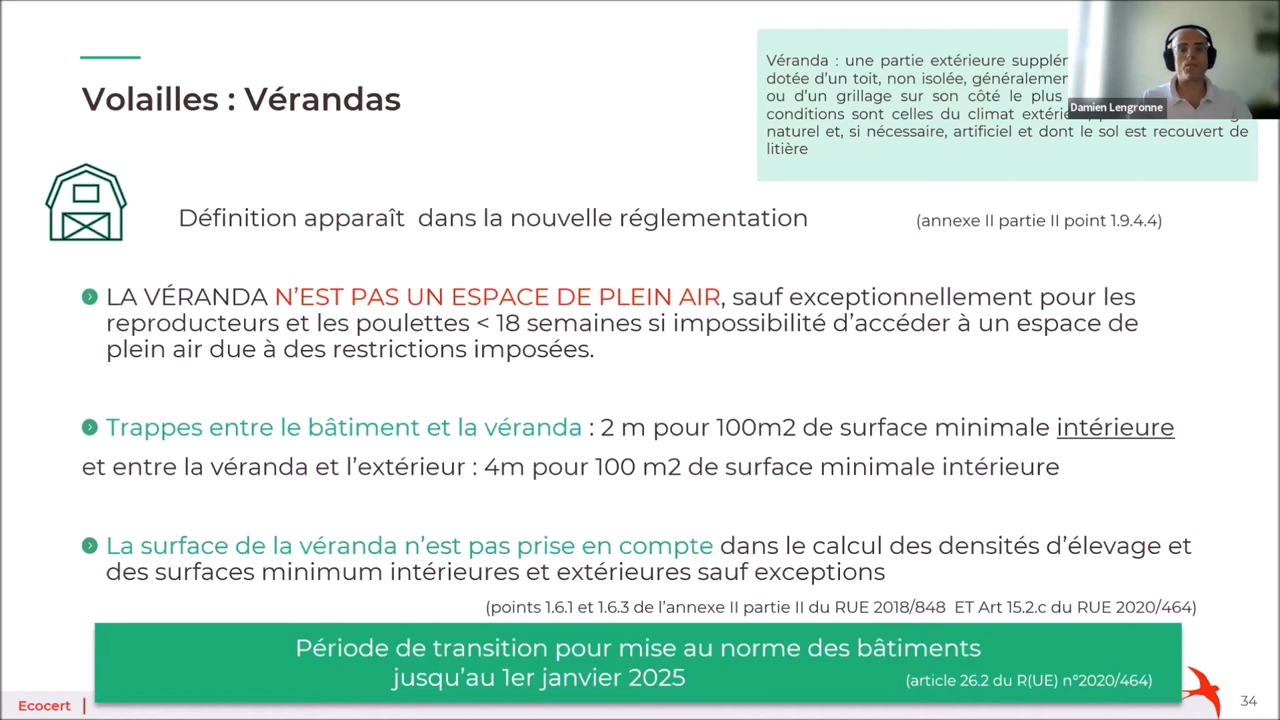 Volailles : Vérandas
Véranda : une partie extérieure
dotée d'un toit, non isolée,
ou d'un grillage sur son côté le plus
conditions sont celles du climat
naturel et, si nécessaire, artificiel et dont le sol est recouvert de
litière
Damien Lengronne
Définition apparaît dans la nouvelle réglementation
(annexe II partie II point 1.9.4.4)
LA VÉRANDA N'EST PAS UN ESPACE DE PLEIN AIR, sauf exceptionnellement pour les
reproducteurs et les poulettes < 18 semaines si impossibilité d'accéder à un espace de
plein air due à des restrictions imposées.
Trappes entre le bâtiment et la véranda : 2 m pour 100m2 de surface minimale intérieure
et entre la véranda et l'extérieur : 4m pour 100 m2 de surface minimale intérieure
La surface de la véranda n'est pas prise en compte dans le calcul des densités d'élevage et
des surfaces minimum intérieures et extérieures sauf exceptions
(points 1.6.1 et 1.6.3 de l'annexe II partie II du RUE 2018/848 ET Art 15.2.c du RUE 2020/464)
Période de transition pour mise au norme des bâtiments
jusqu'au 1er janvier 2025
(article 26.2 du R(UE) n°2020/464)
Ecocert |
34